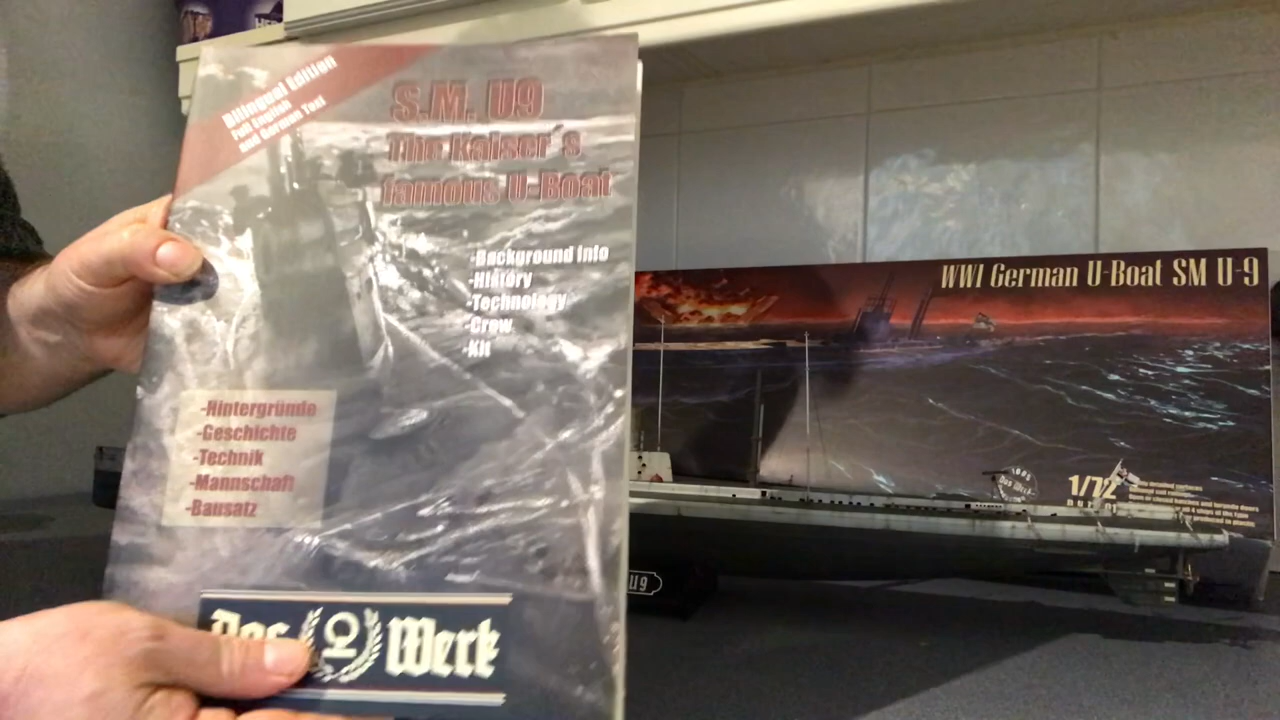 Bilingual Edition
Full English
and German Text
S.M. U9
The Kaiser´s
famous U-Boat
-Background info
-History
-Technology
-Crew
-Kit
-Hintergründe
-Geschichte
-Technik
-Mannschaft
-Bausatz
Das Werk
WWI German U-Boat SM U-9
1/72
U9